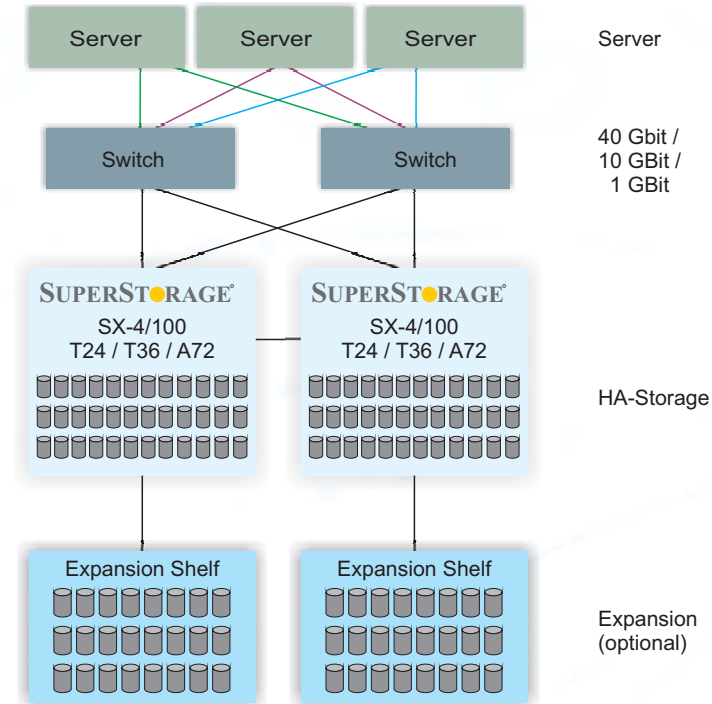 Server
Server
Server
Server
Switch
Switch
40 Gbit /
10 GBit /
1 GBit
SUPERSTORAGE
SX-4/100
T24 / T36 / A72
SUPERSTORAGE
SX-4/100
T24 / T36 / A72
HA-Storage
Expansion Shelf
Expansion Shelf
Expansion
(optional)